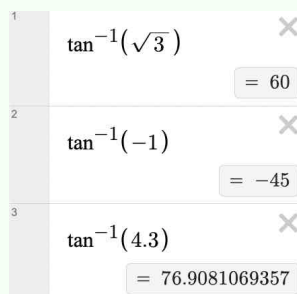 1
tan⁻¹(√3)
= 60
2
tan⁻¹(−1)
= −45
3
tan⁻¹(4.3)
= 76.9081069357